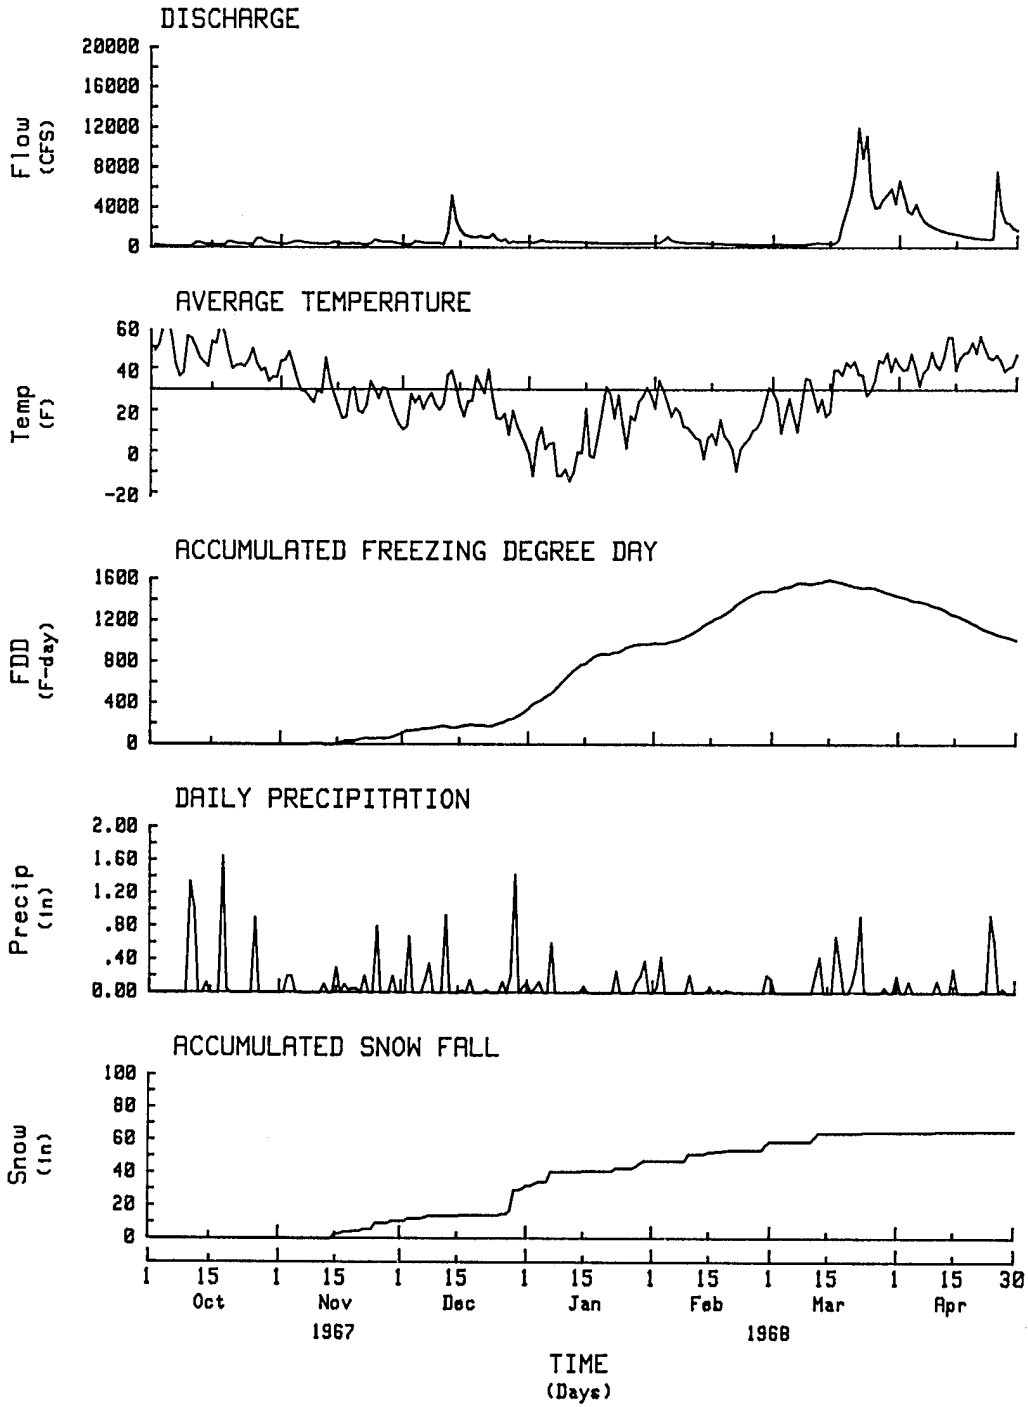 DISCHARGE
20000
16000
12000
8000
4000
0
Flow
(CFS)
AVERAGE TEMPERATURE
60
40
20
0
-20
Temp
(F)
ACCUMULATED FREEZING DEGREE DAY
1600
1200
800
400
0
FDD
(F-day)
DAILY PRECIPITATION
2.00
1.60
1.20
.80
.40
0.00
Precip
(in)
ACCUMULATED SNOW FALL
100
80
60
40
20
0
Snow
(in)
1 15 1 15 1 15 1 15 1 15 1 15 1 15 30
Oct Nov Dec Jan Feb Mar Apr
1967 1968
TIME
(Days)